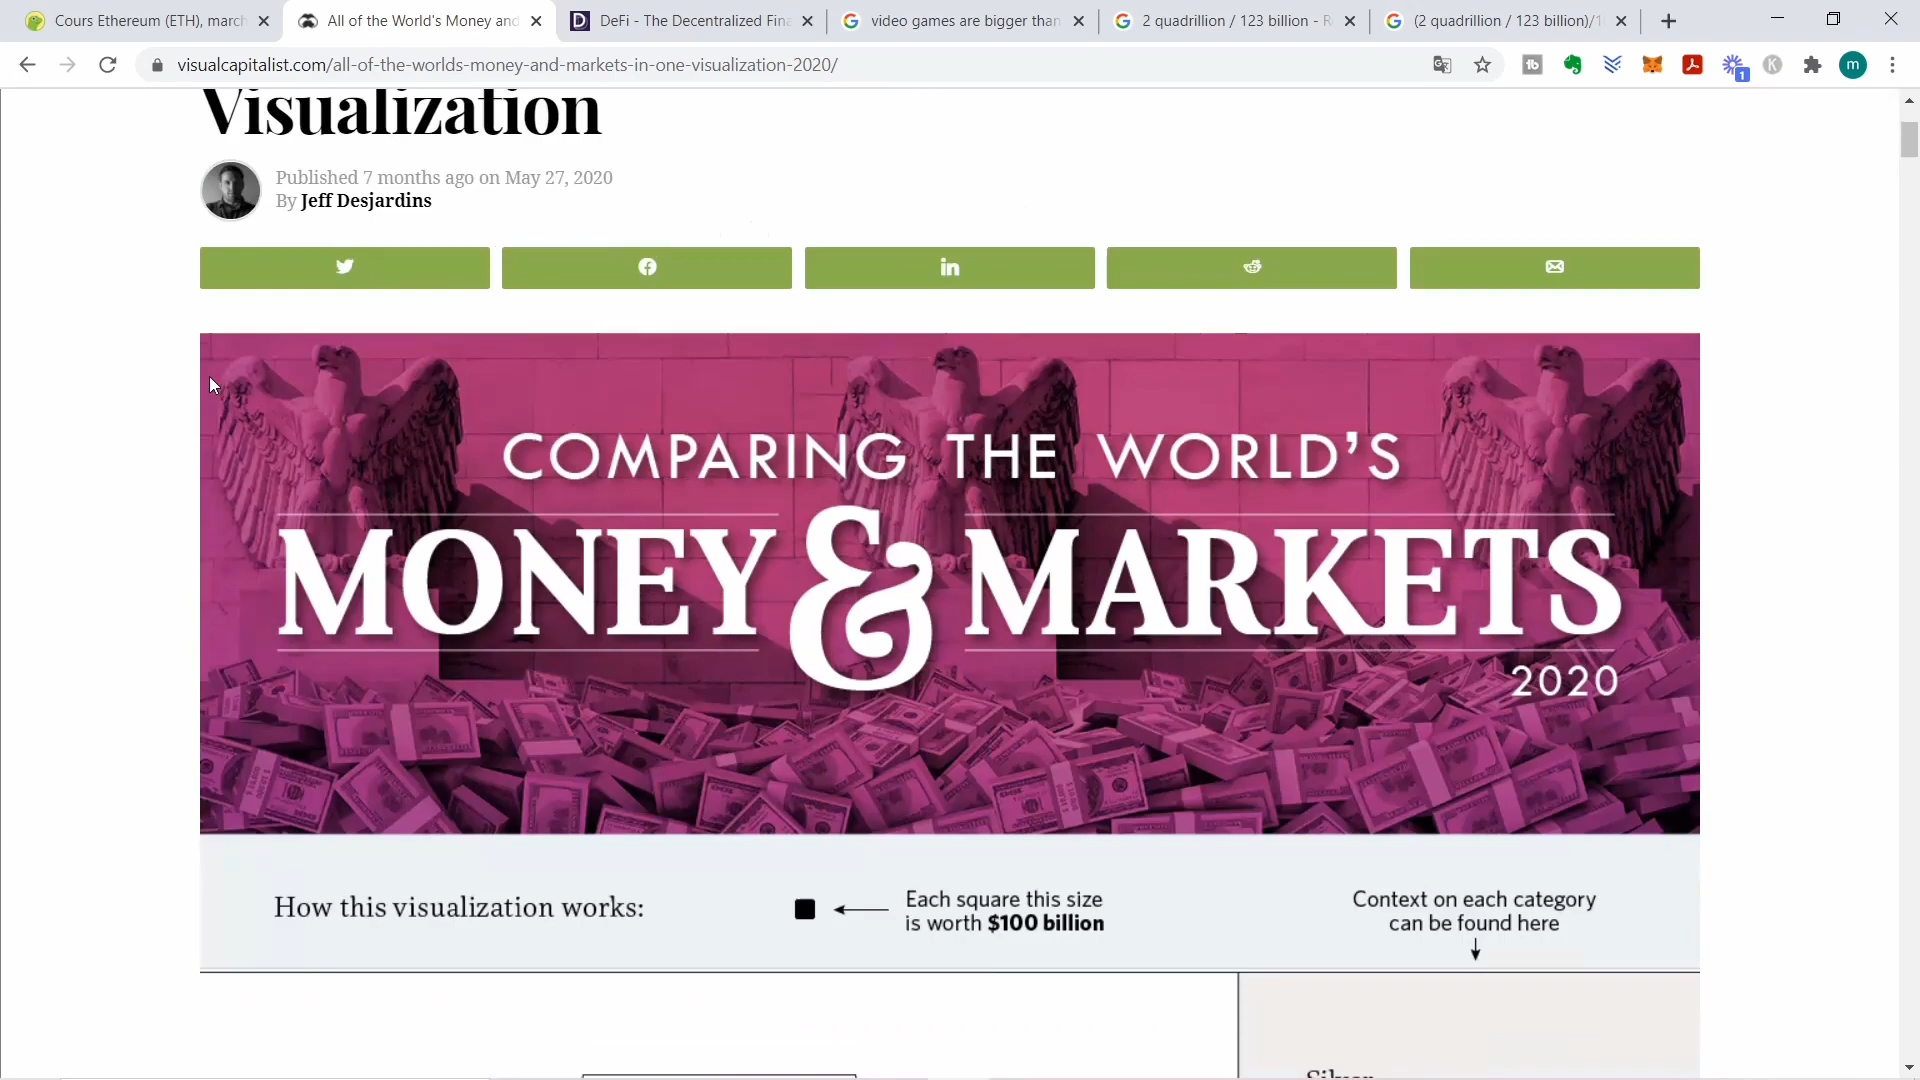 Cours Ethereum (ETH), march
All of the World's Money and
DeFi - The Decentralized Fina
video games are bigger than
2 quadrillion / 123 billion - R
(2 quadrillion / 123 billion)/1
visualcapitalist.com/all-of-the-worlds-money-and-markets-in-one-visualization-2020/
1
K
m
Visualization
Published 7 months ago on May 27, 2020
By Jeff Desjardins
COMPARING THE WORLD'S
MONEY & MARKETS
2020
How this visualization works:
Each square this size
is worth $100 billion
Context on each category
can be found here
Silver